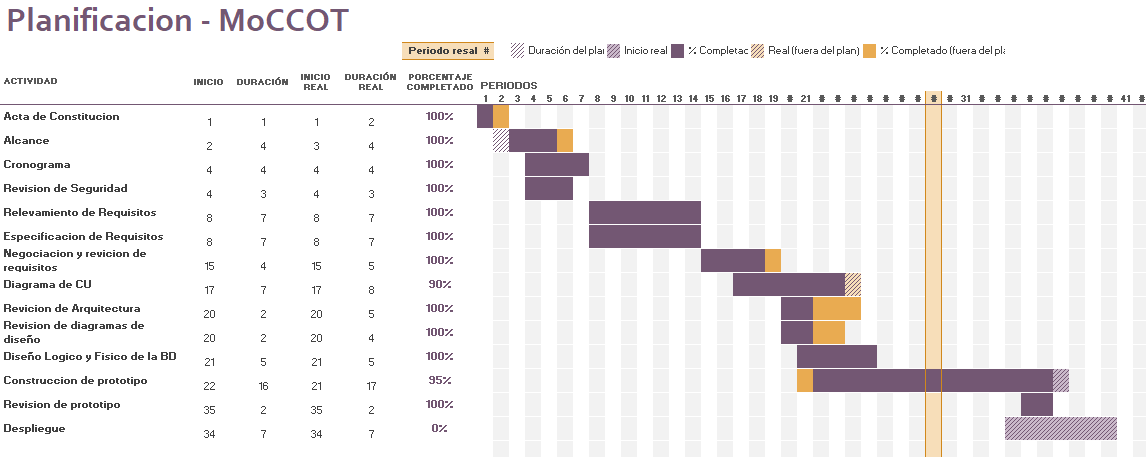 Planificacion - MoCCOT
Periodo resal # Duración del plan Inicio real % Completac Real (fuera del plan) % Completado (fuera del pla
ACTIVIDAD INICIO DURACIÓN INICIO REAL DURACIÓN REAL PORCENTAJE COMPLETADO PERIODOS
1 2 3 4 5 6 7 8 9 10 11 12 13 14 15 16 17 18 19 20 21 # # # # # # # # # 31 # # # # # # # # # 41 #
Acta de Constitucion 1 1 1 2 100%
Alcance 2 4 3 4 100%
Cronograma 4 4 4 4 100%
Revision de Seguridad 4 3 4 3 100%
Relevamiento de Requisitos 8 7 8 7 100%
Especificacion de Requisitos 8 7 8 7 100%
Negociacion y revicion de requisitos 15 4 15 5 100%
Diagrama de CU 17 7 17 8 90%
Revicion de Arquitectura 20 2 20 5 100%
Revision de diagramas de diseño 20 2 20 4 100%
Diseño Logico y Fisico de la BD 21 5 21 5 100%
Construccion de prototipo 22 16 21 17 95%
Revision de prototipo 35 2 35 2 100%
Despliegue 34 7 34 7 0%